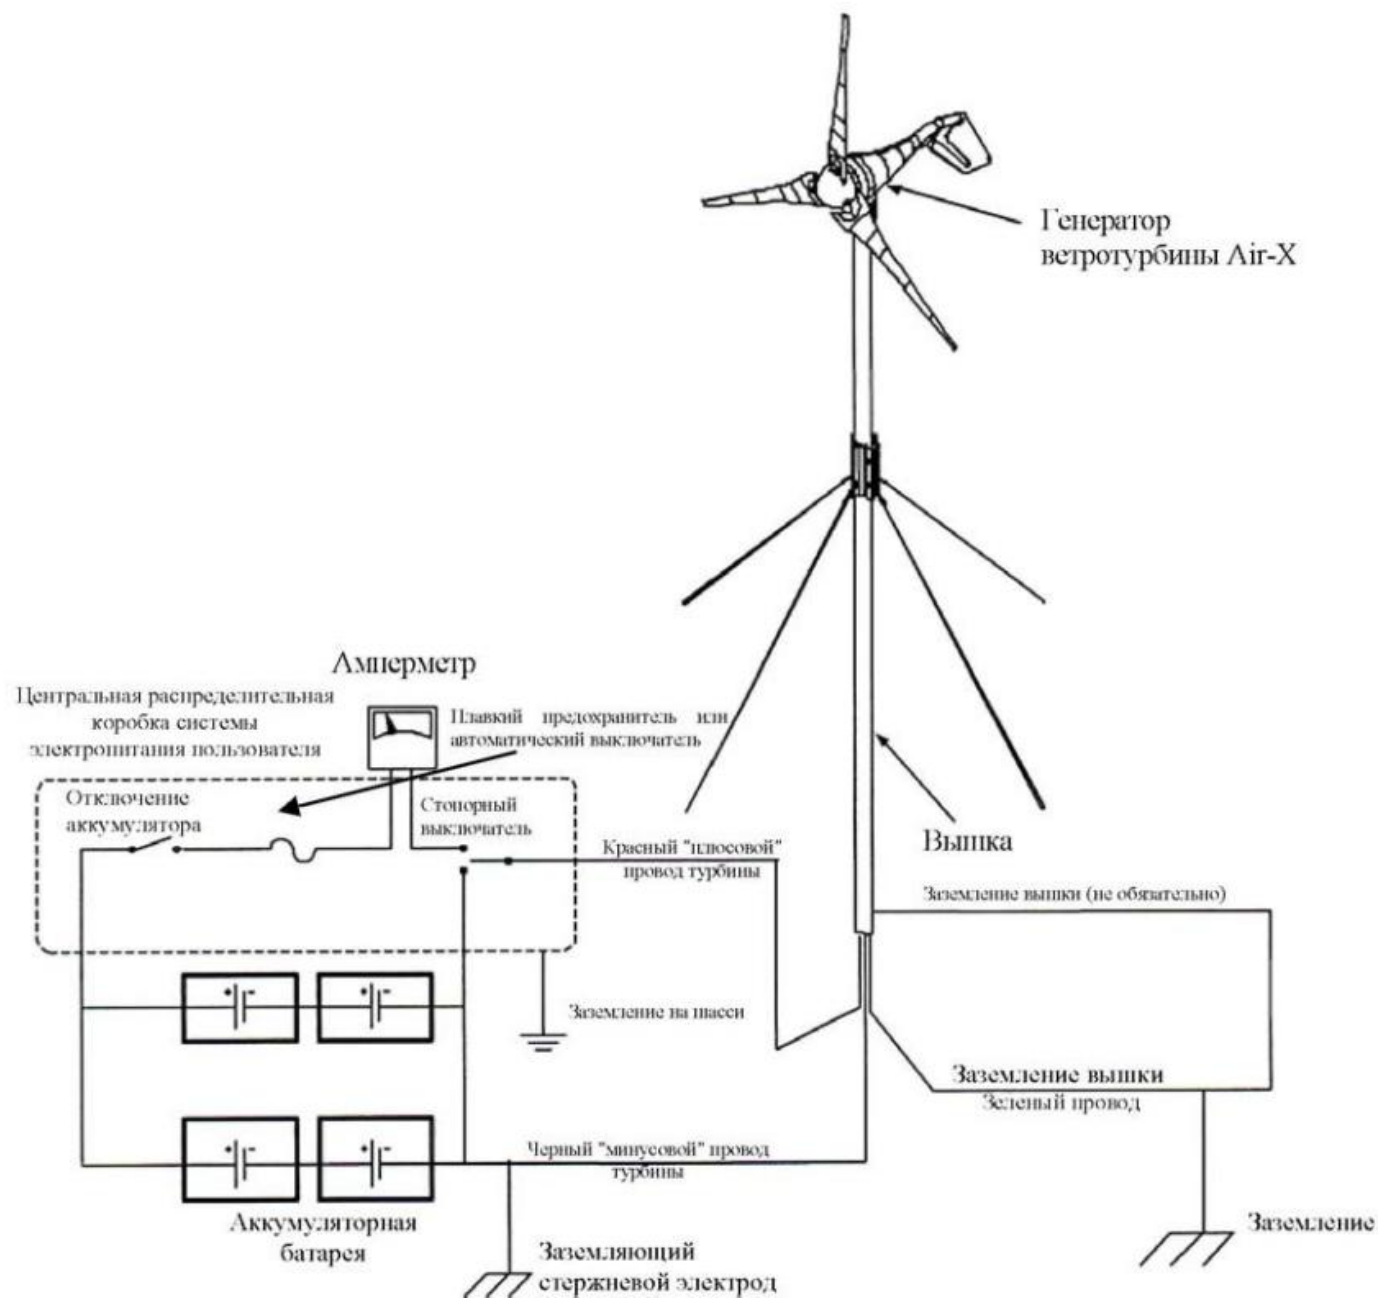 Генератор
ветротурбины Air-X
Амперметр
Центральная распределительная
коробка системы
электропитания пользователя
Плавкий предохранитель или
автоматический выключатель
Отключение
аккумулятора
Стопорный
выключатель
Красный "плюсовой"
провод турбины
Вышка
Заземление вышки (не обязательно)
+ - + -
Заземление на шасси
Заземление вышки
Зеленый провод
+ - + -
Черный "минусовой" провод
турбины
Аккумуляторная
батарея
Заземление
Заземляющий
стержневой электрод